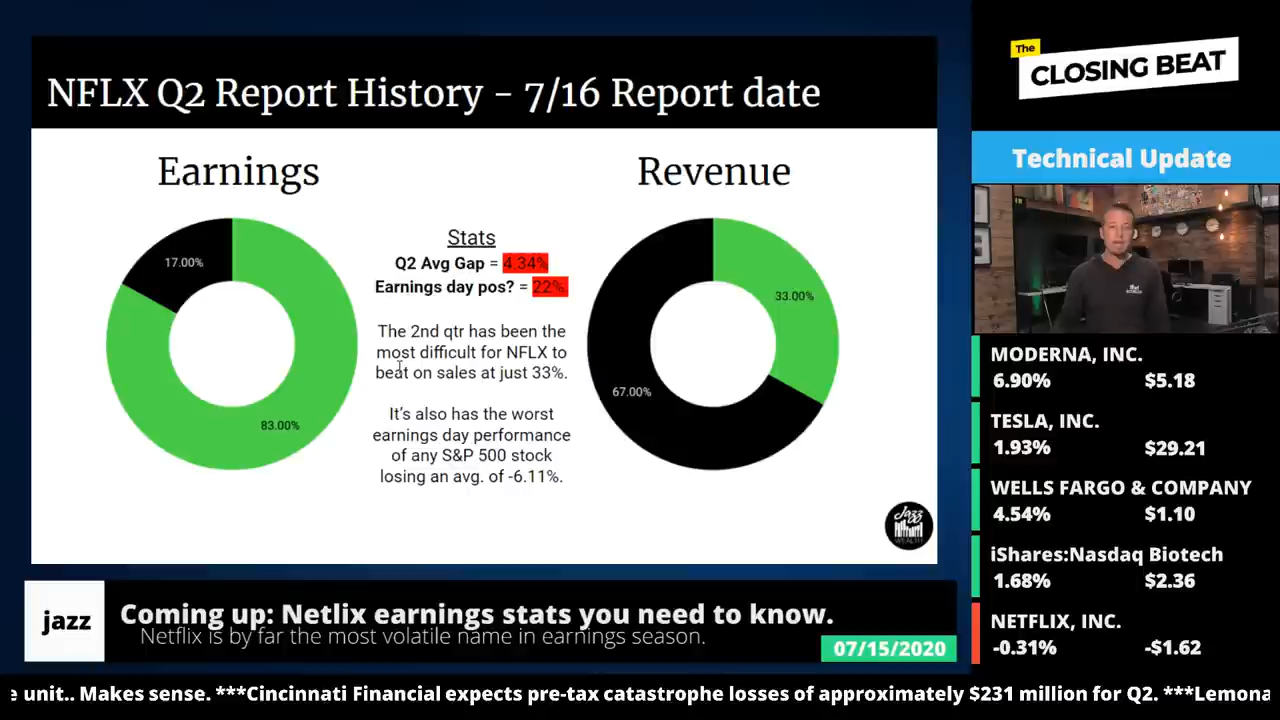 NFLX Q2 Report History - 7/16 Report date
Earnings
17.00%
83.00%
Stats
Q2 Avg Gap = 4.34%
Earnings day pos? = 22%
The 2nd qtr has been the
most difficult for NFLX to
beat on sales at just 33%.
It's also has the worst
earnings day performance
of any S&P 500 stock
losing an avg. of -6.11%.
Revenue
33.00%
67.00%
Jazz
WEALTH
The
CLOSING BEAT
Technical Update
MODERNA, INC.
6.90% $5.18
TESLA, INC.
1.93% $29.21
WELLS FARGO & COMPANY
4.54% $1.10
iShares:Nasdaq Biotech
1.68% $2.36
NETFLIX, INC.
-0.31% -$1.62
jazz
Coming up: Netlix earnings stats you need to know.
Netflix is by far the most volatile name in earnings season.
07/15/2020
e unit.. Makes sense. ***Cincinnati Financial expects pre-tax catastrophe losses of approximately $231 million for Q2. ***Lemona